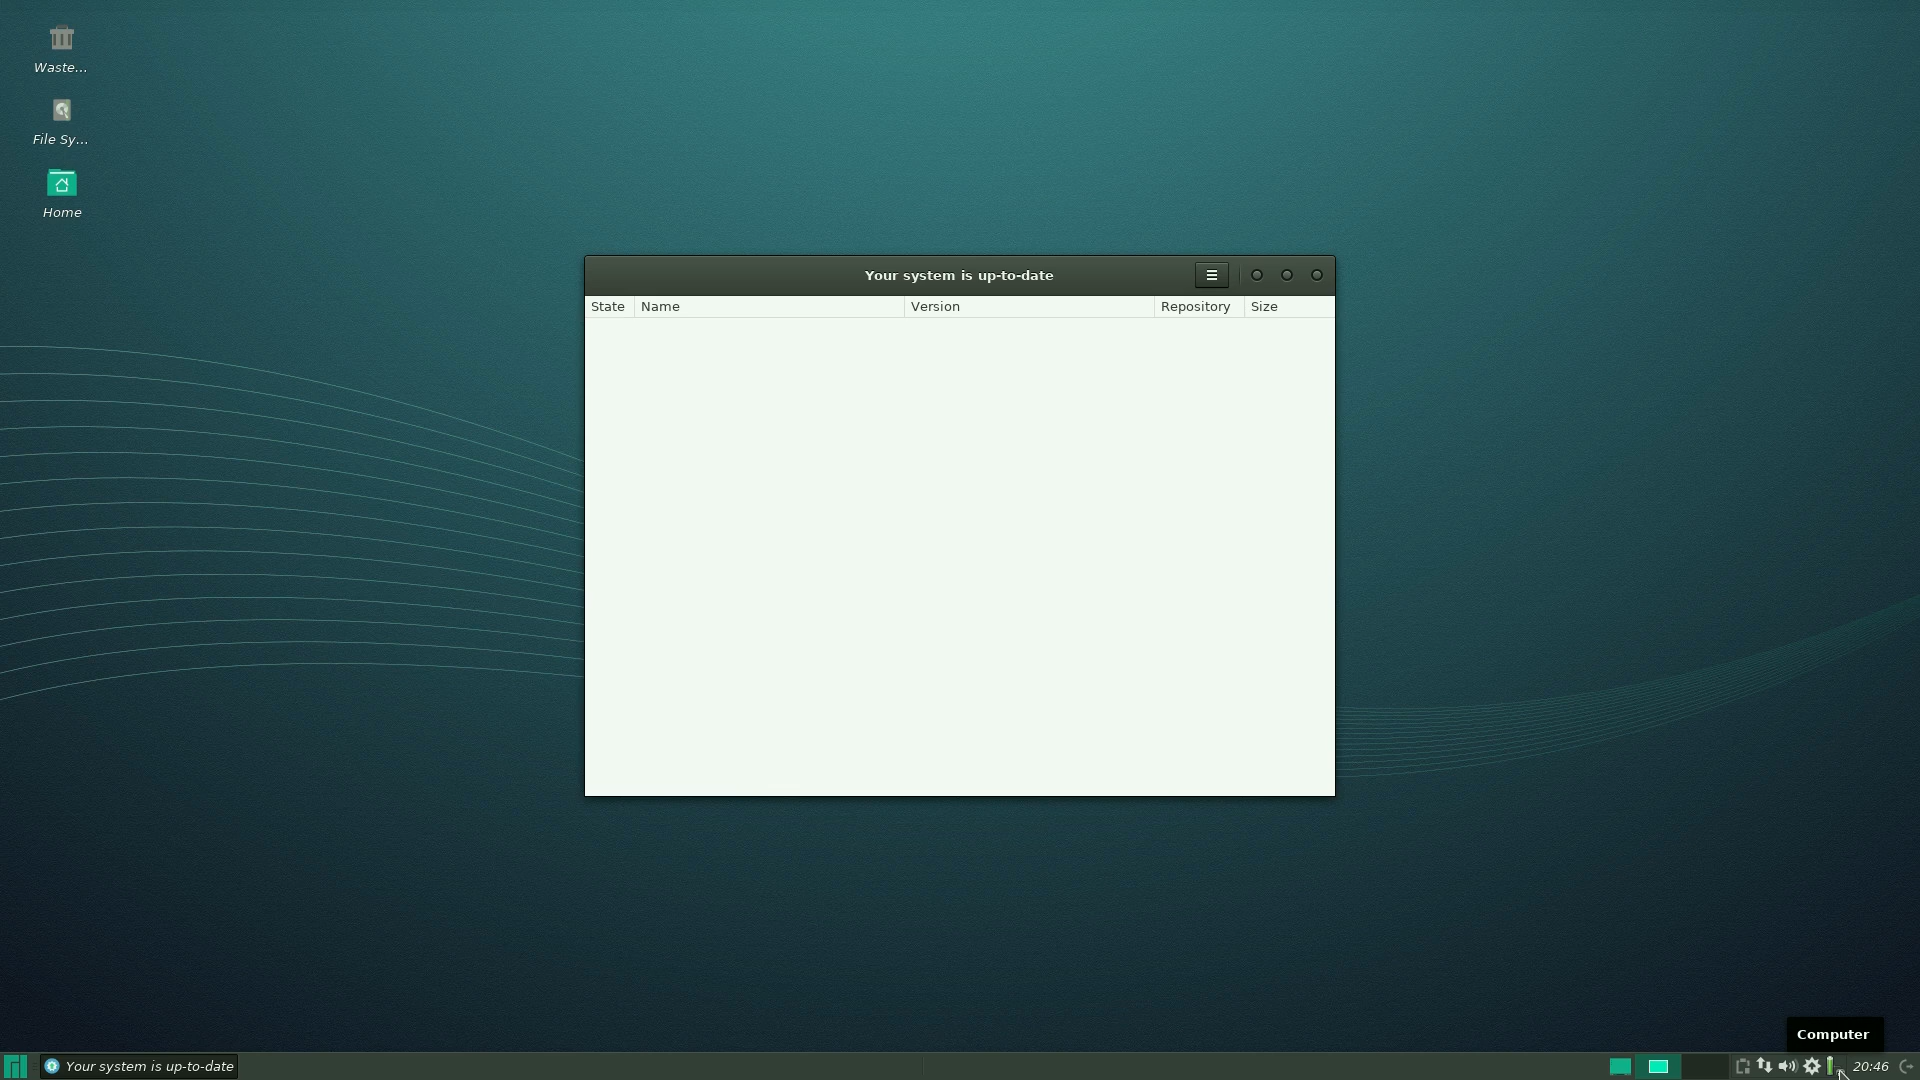 Waste...
File Sy...
Home
Your system is up-to-date
State Name Version Repository Size
Computer
Your system is up-to-date
20:46